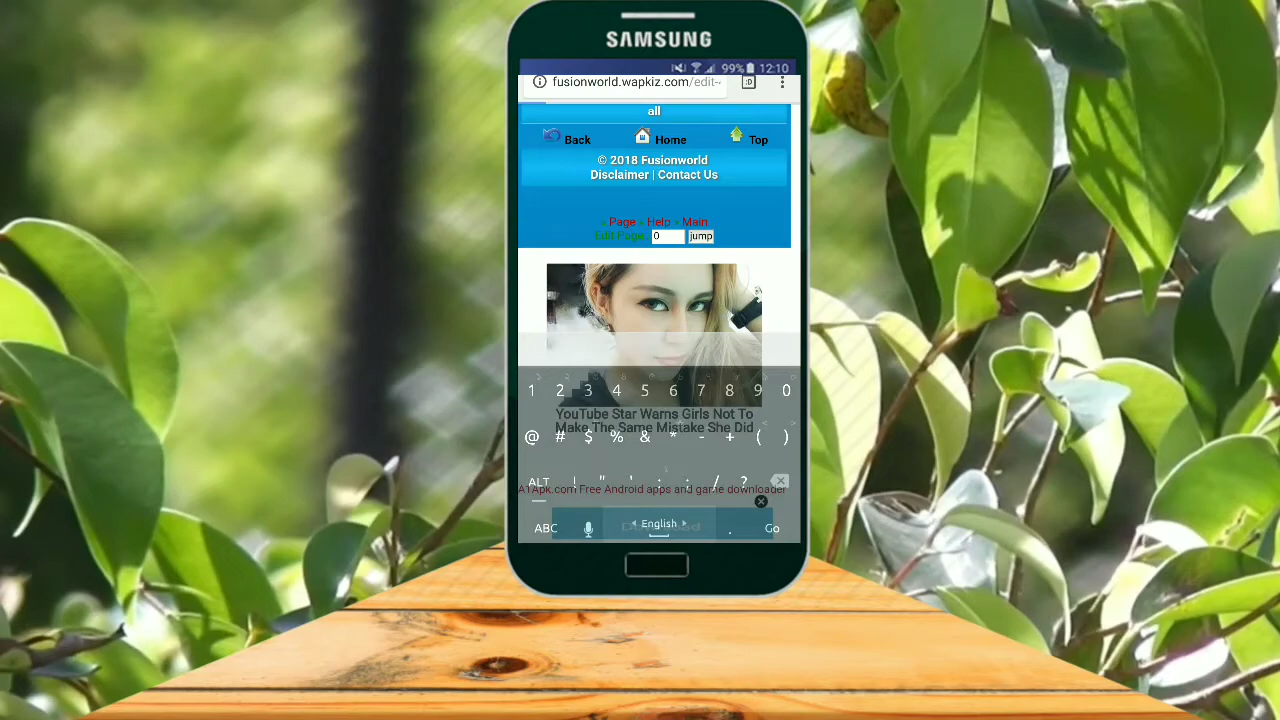 SAMSUNG
99% 12:10
fusionworld.wapkiz.com/edit-
:D
all
Back Home Top
© 2018 Fusionworld
Disclaimer | Contact Us
Page Help Main
Edit Page 0 jump
1 2 3 4 5 6 7 8 9 0
YouTube Star Warns Girls Not To
Make The Same Mistake She Did
@ # $ % & * - + ( )
ALT ! " ' : ; / ?
A1Apk.com Free Android apps and game downloader
ABC English . Go